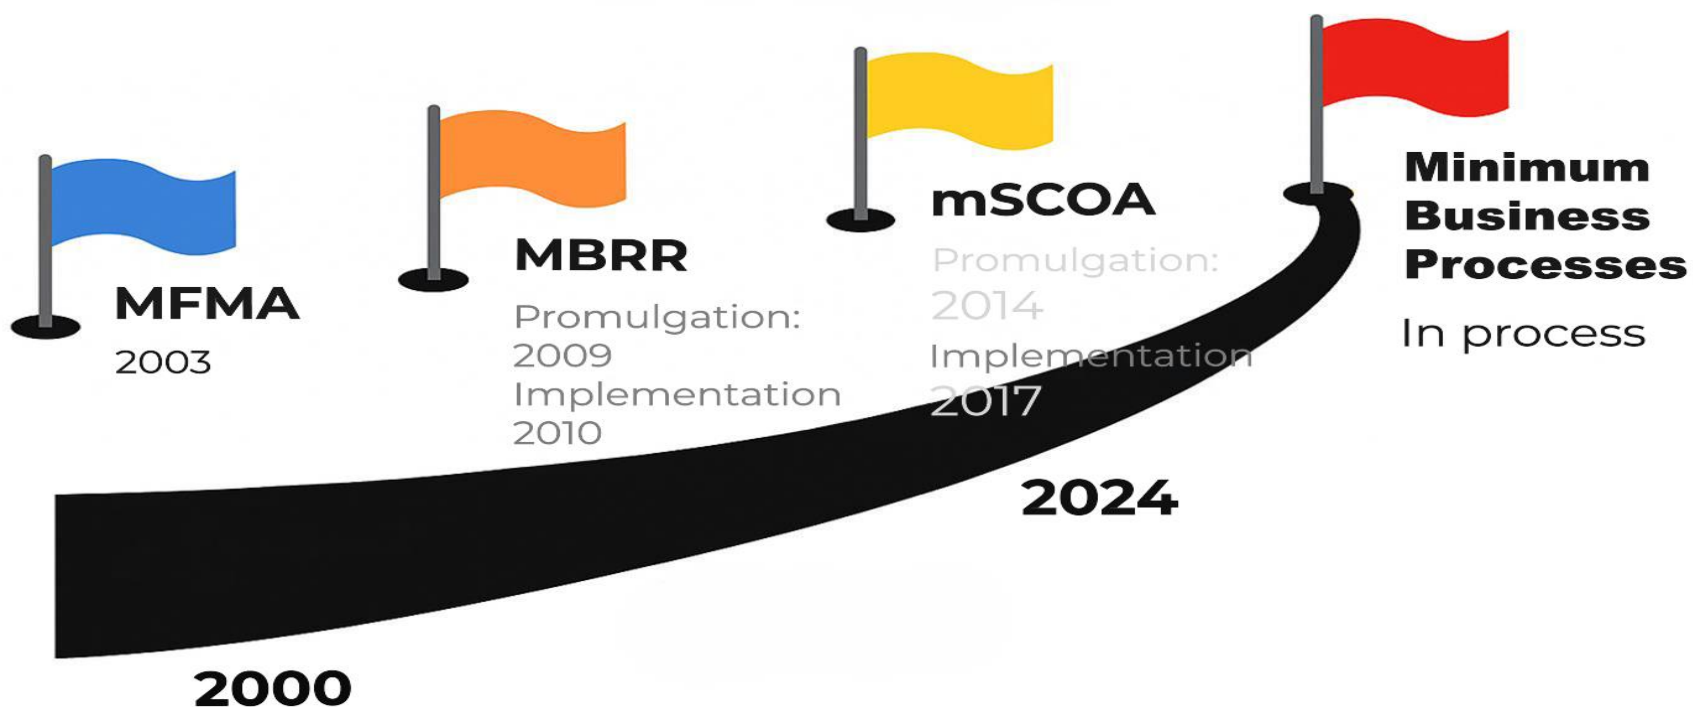 MFMA
2003
MBRR
Promulgation:
2009
Implementation
2010
mSCOA
Promulgation:
2014
Implementation
2017
Minimum
Business
Processes
In process
2024
2000